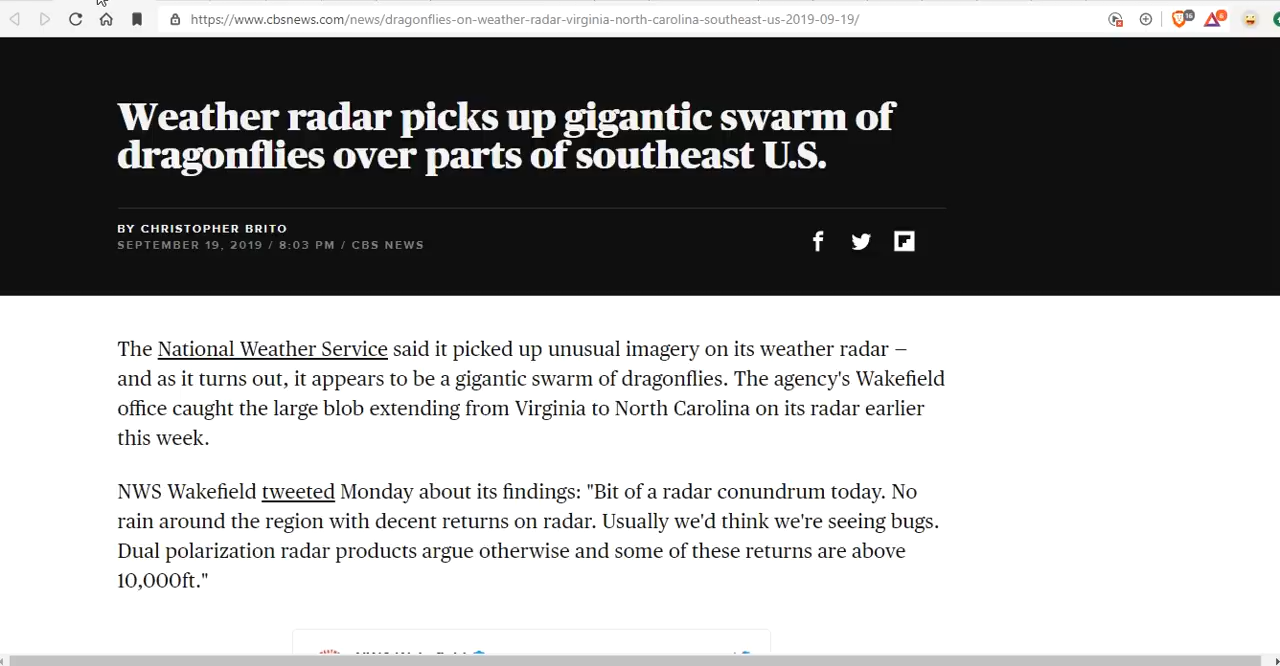 https://www.cbsnews.com/news/dragonflies-on-weather-radar-virginia-north-carolina-southeast-us-2019-09-19/
16
6
Weather radar picks up gigantic swarm of
dragonflies over parts of southeast U.S.
BY CHRISTOPHER BRITO
SEPTEMBER 19, 2019 / 8:03 PM / CBS NEWS
The National Weather Service said it picked up unusual imagery on its weather radar —
and as it turns out, it appears to be a gigantic swarm of dragonflies. The agency's Wakefield
office caught the large blob extending from Virginia to North Carolina on its radar earlier
this week.
NWS Wakefield tweeted Monday about its findings: "Bit of a radar conundrum today. No
rain around the region with decent returns on radar. Usually we'd think we're seeing bugs.
Dual polarization radar products argue otherwise and some of these returns are above
10,000ft."